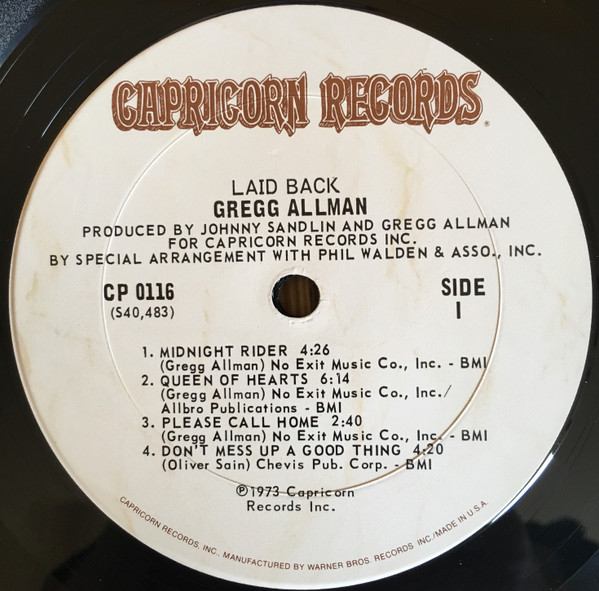 CAPRICORN RECORDS.
LAID BACK
GREGG ALLMAN
PRODUCED BY JOHNNY SANDLIN AND GREGG ALLMAN
FOR CAPRICORN RECORDS INC.
BY SPECIAL ARRANGEMENT WITH PHIL WALDEN & ASSO., INC.
CP 0116
(S40,483)
SIDE
I
1. MIDNIGHT RIDER 4:26
(Gregg Allman) No Exit Music Co., Inc. - BMI
2. QUEEN OF HEARTS 6:14
(Gregg Allman) No Exit Music Co., Inc./
Allbro Publications - BMI
3. PLEASE CALL HOME 2:40
(Gregg Allman) No Exit Music Co., Inc. - BMI
4. DON'T MESS UP A GOOD THING 4:20
(Oliver Sain) Chevis Pub. Corp. - BMI
℗1973 Capricorn
Records Inc.
CAPRICORN RECORDS, INC., MANUFACTURED BY WARNER BROS. RECORDS INC./MADE IN U.S.A.